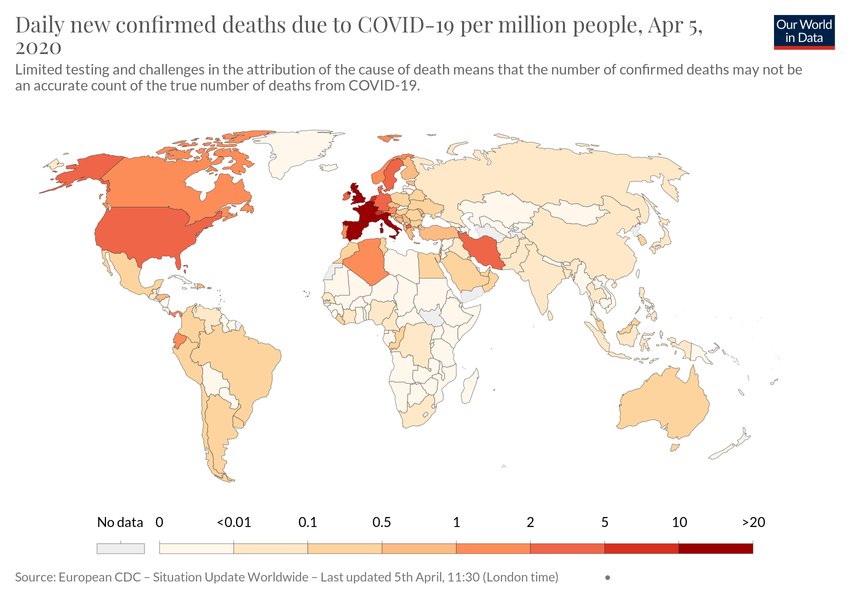 Daily new confirmed deaths due to COVID-19 per million people, Apr 5,
2020
Our World
in Data
Limited testing and challenges in the attribution of the cause of death means that the number of confirmed deaths may not be
an accurate count of the true number of deaths from COVID-19.
No data 0 <0.01 0.1 0.5 1 2 5 10 >20
Source: European CDC – Situation Update Worldwide – Last updated 5th April, 11:30 (London time) •